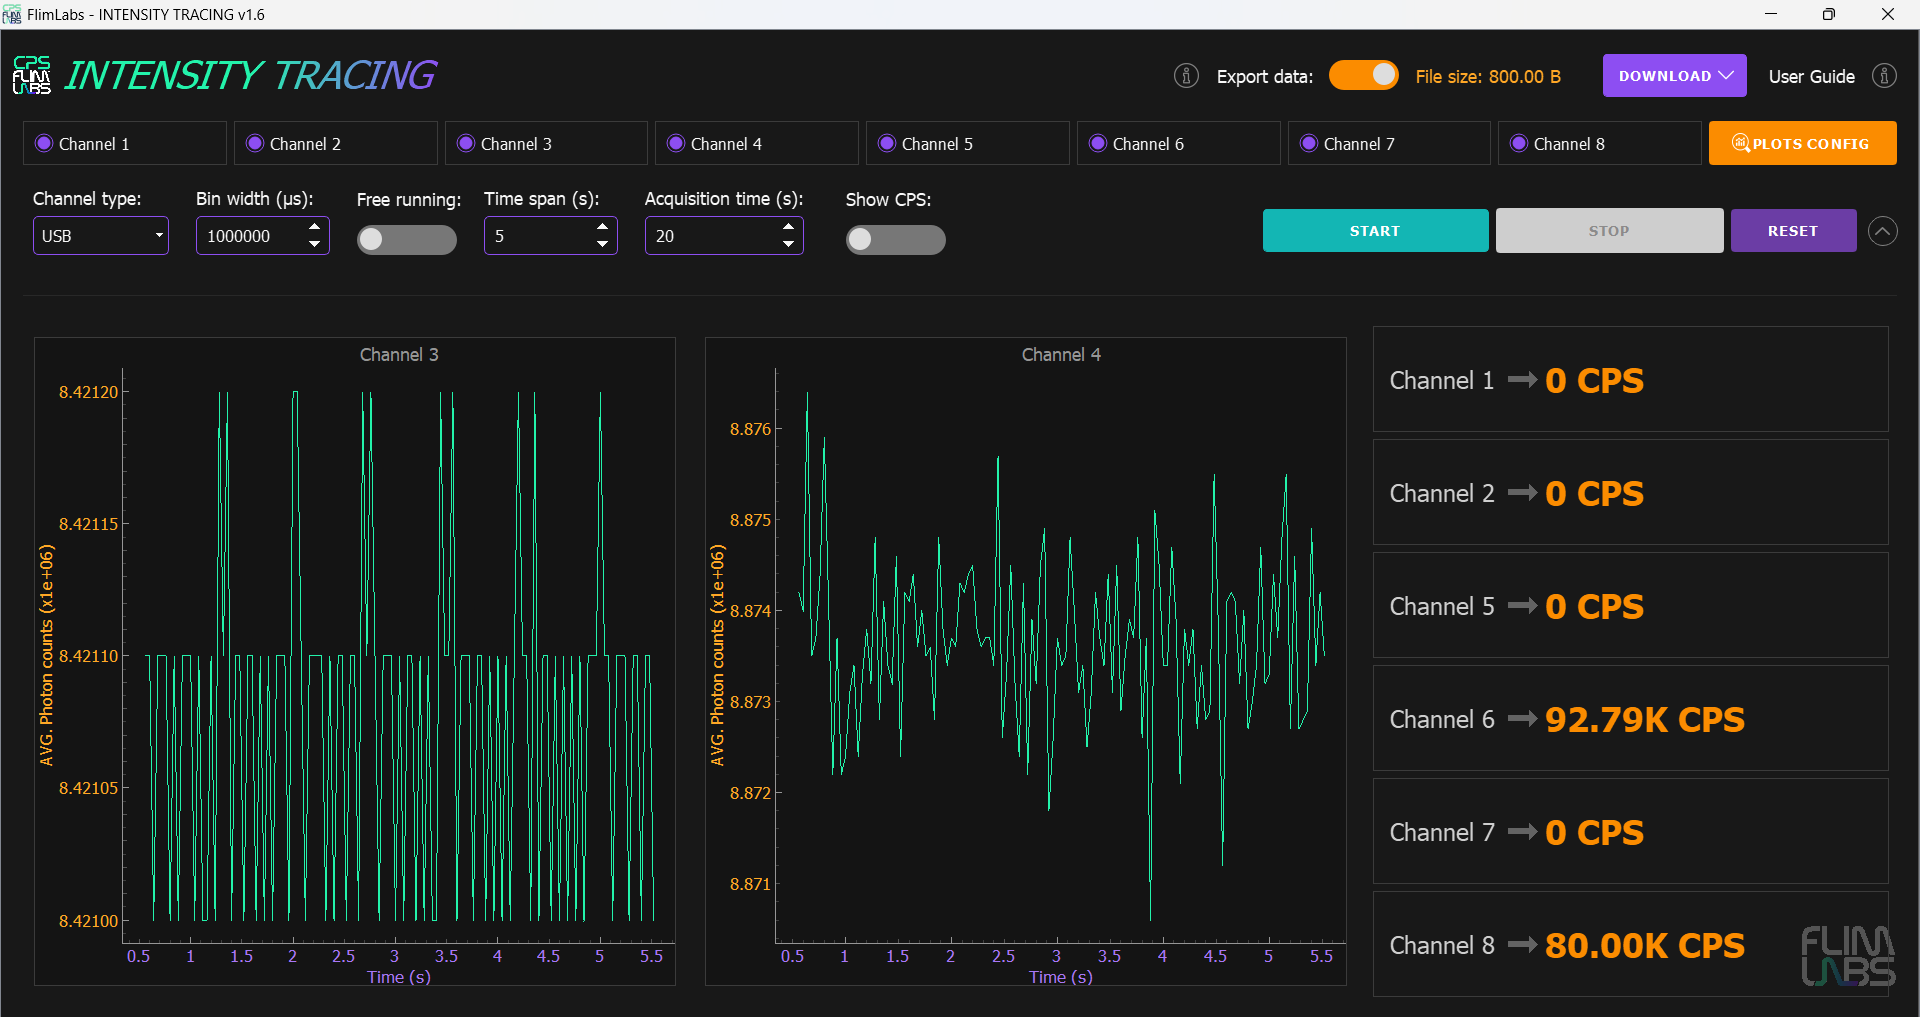 FlimLabs - INTENSITY TRACING v1.6
CPS
FLIM
LABS
INTENSITY TRACING
Export data:
File size: 800.00 B
DOWNLOAD
User Guide
Channel 1
Channel 2
Channel 3
Channel 4
Channel 5
Channel 6
Channel 7
Channel 8
PLOTS CONFIG
Channel type:
Bin width (µs):
Free running:
Time span (s):
Acquisition time (s):
Show CPS:
USB
1000000
5
20
START
STOP
RESET
Channel 3
8.42120
8.42115
8.42110
8.42105
8.42100
AVG. Photon counts (x1e+06)
0.5 1 1.5 2 2.5 3 3.5 4 4.5 5 5.5
Time (s)
Channel 4
8.876
8.875
8.874
8.873
8.872
8.871
AVG. Photon counts (x1e+06)
0.5 1 1.5 2 2.5 3 3.5 4 4.5 5 5.5
Time (s)
Channel 1 0 CPS
Channel 2 0 CPS
Channel 5 0 CPS
Channel 6 92.79K CPS
Channel 7 0 CPS
Channel 8 80.00K CPS
FLIM
LABS